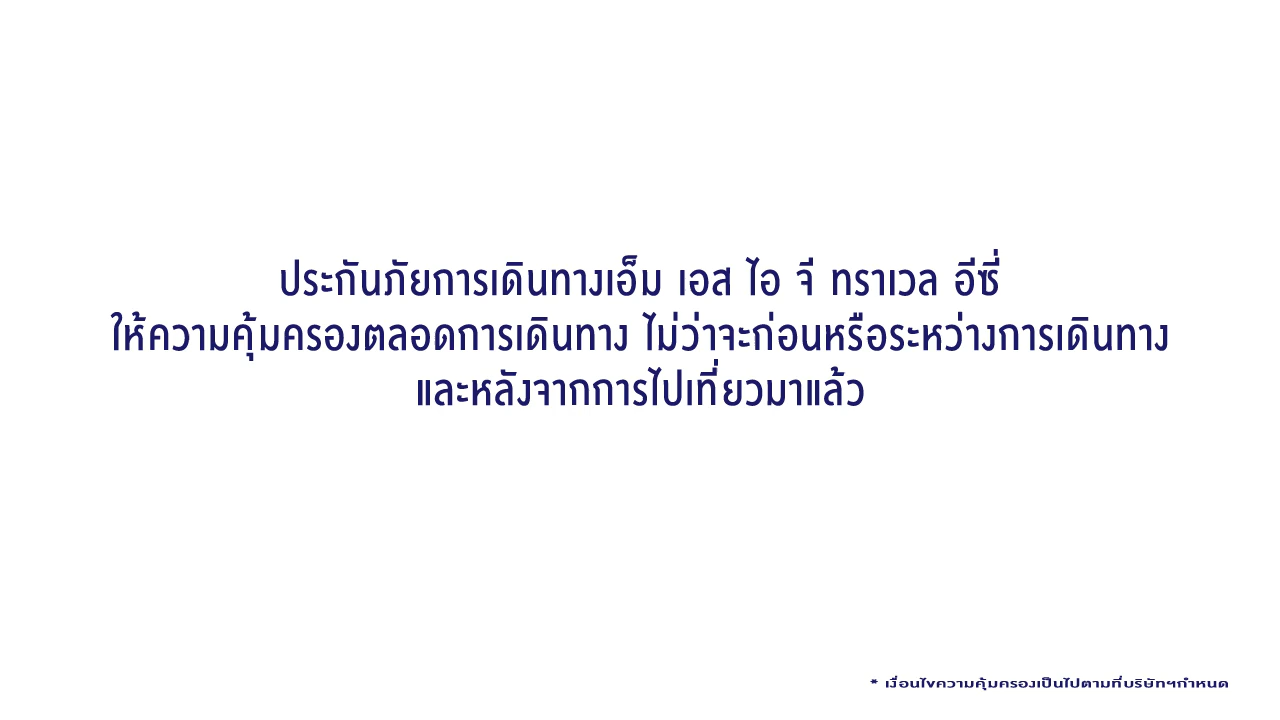 ประกันภัยการเดินทางเอ็ม เอส ไอ จี ทราเวล อีซี่
ให้ความคุ้มครองตลอดการเดินทาง ไม่ว่าจะก่อนหรือระหว่างการเดินทาง
และหลังจากการไปเที่ยวมาแล้ว
* เงื่อนไขความคุ้มครองเป็นไปตามที่บริษัทฯกำหนด